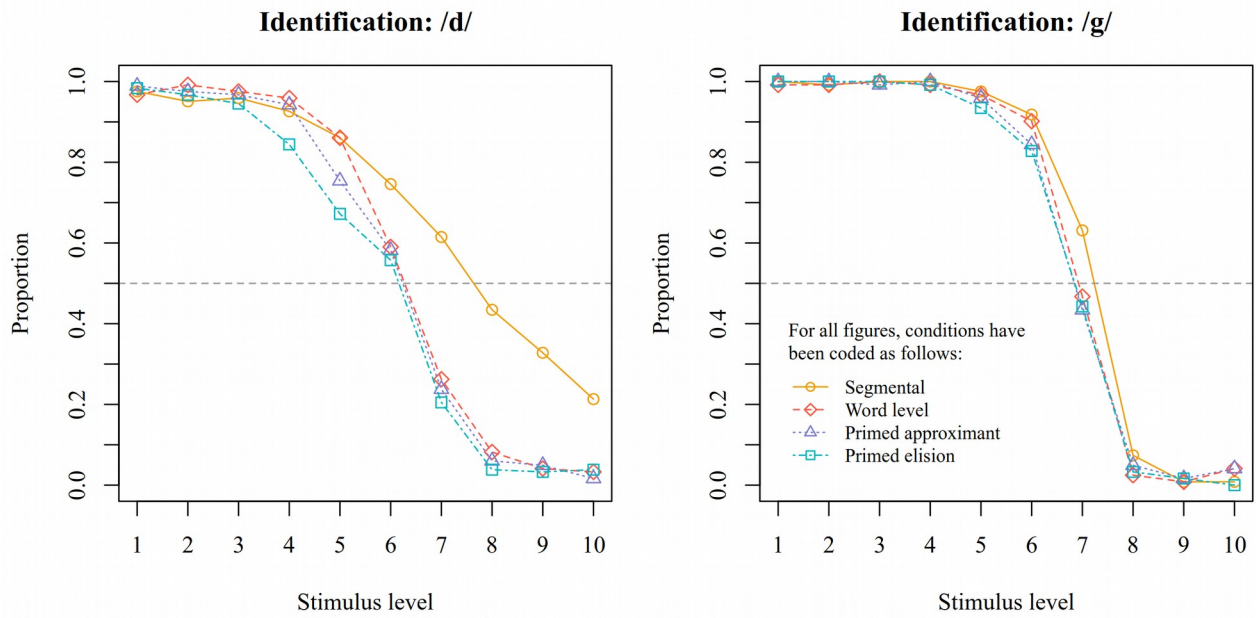 Identification: /d/
Proportion
1.0
0.8
0.6
0.4
0.2
0.0
1 2 3 4 5 6 7 8 9 10
Stimulus level
Identification: /g/
Proportion
1.0
0.8
0.6
0.4
0.2
0.0
For all figures, conditions have
been coded as follows:
Segmental
Word level
Primed approximant
Primed elision
1 2 3 4 5 6 7 8 9 10
Stimulus level